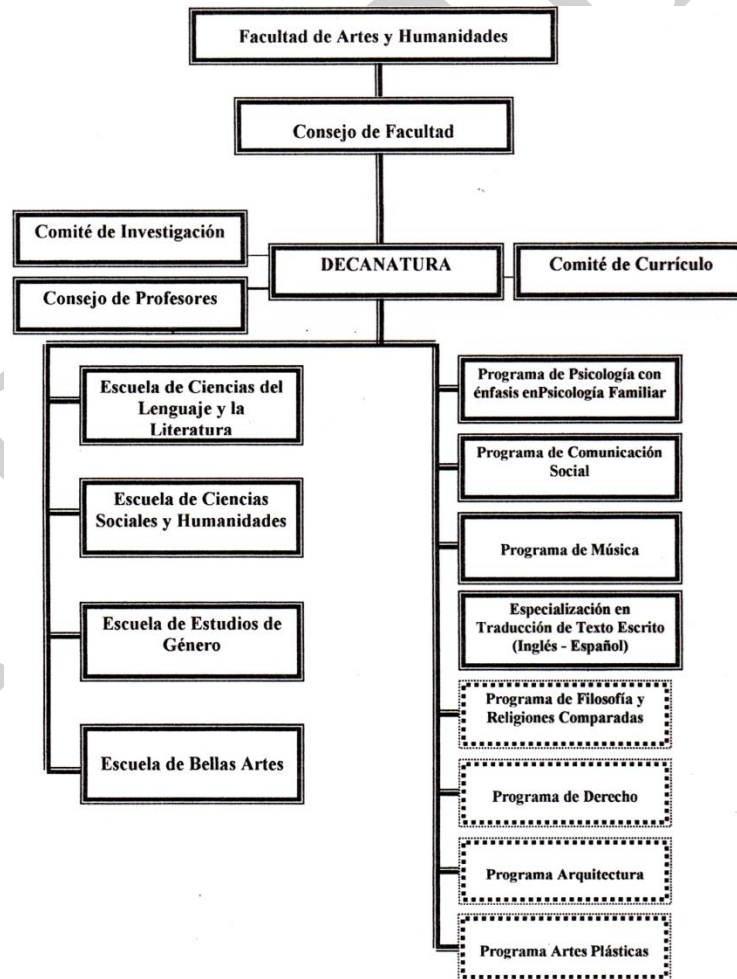 Facultad de Artes y Humanidades
Consejo de Facultad
Comité de Investigación
DECANATURA
Comité de Currículo
Consejo de Profesores
Escuela de Ciencias del
Lenguaje y la
Literatura
Escuela de Ciencias
Sociales y Humanidades
Escuela de Estudios de
Género
Escuela de Bellas Artes
Programa de Psicología con
énfasis enPsicología Familiar
Programa de Comunicación
Social
Programa de Música
Especialización en
Traducción de Texto Escrito
(Inglés - Español)
Programa de Filosofía y
Religiones Comparadas
Programa de Derecho
Programa Arquitectura
Programa Artes Plásticas